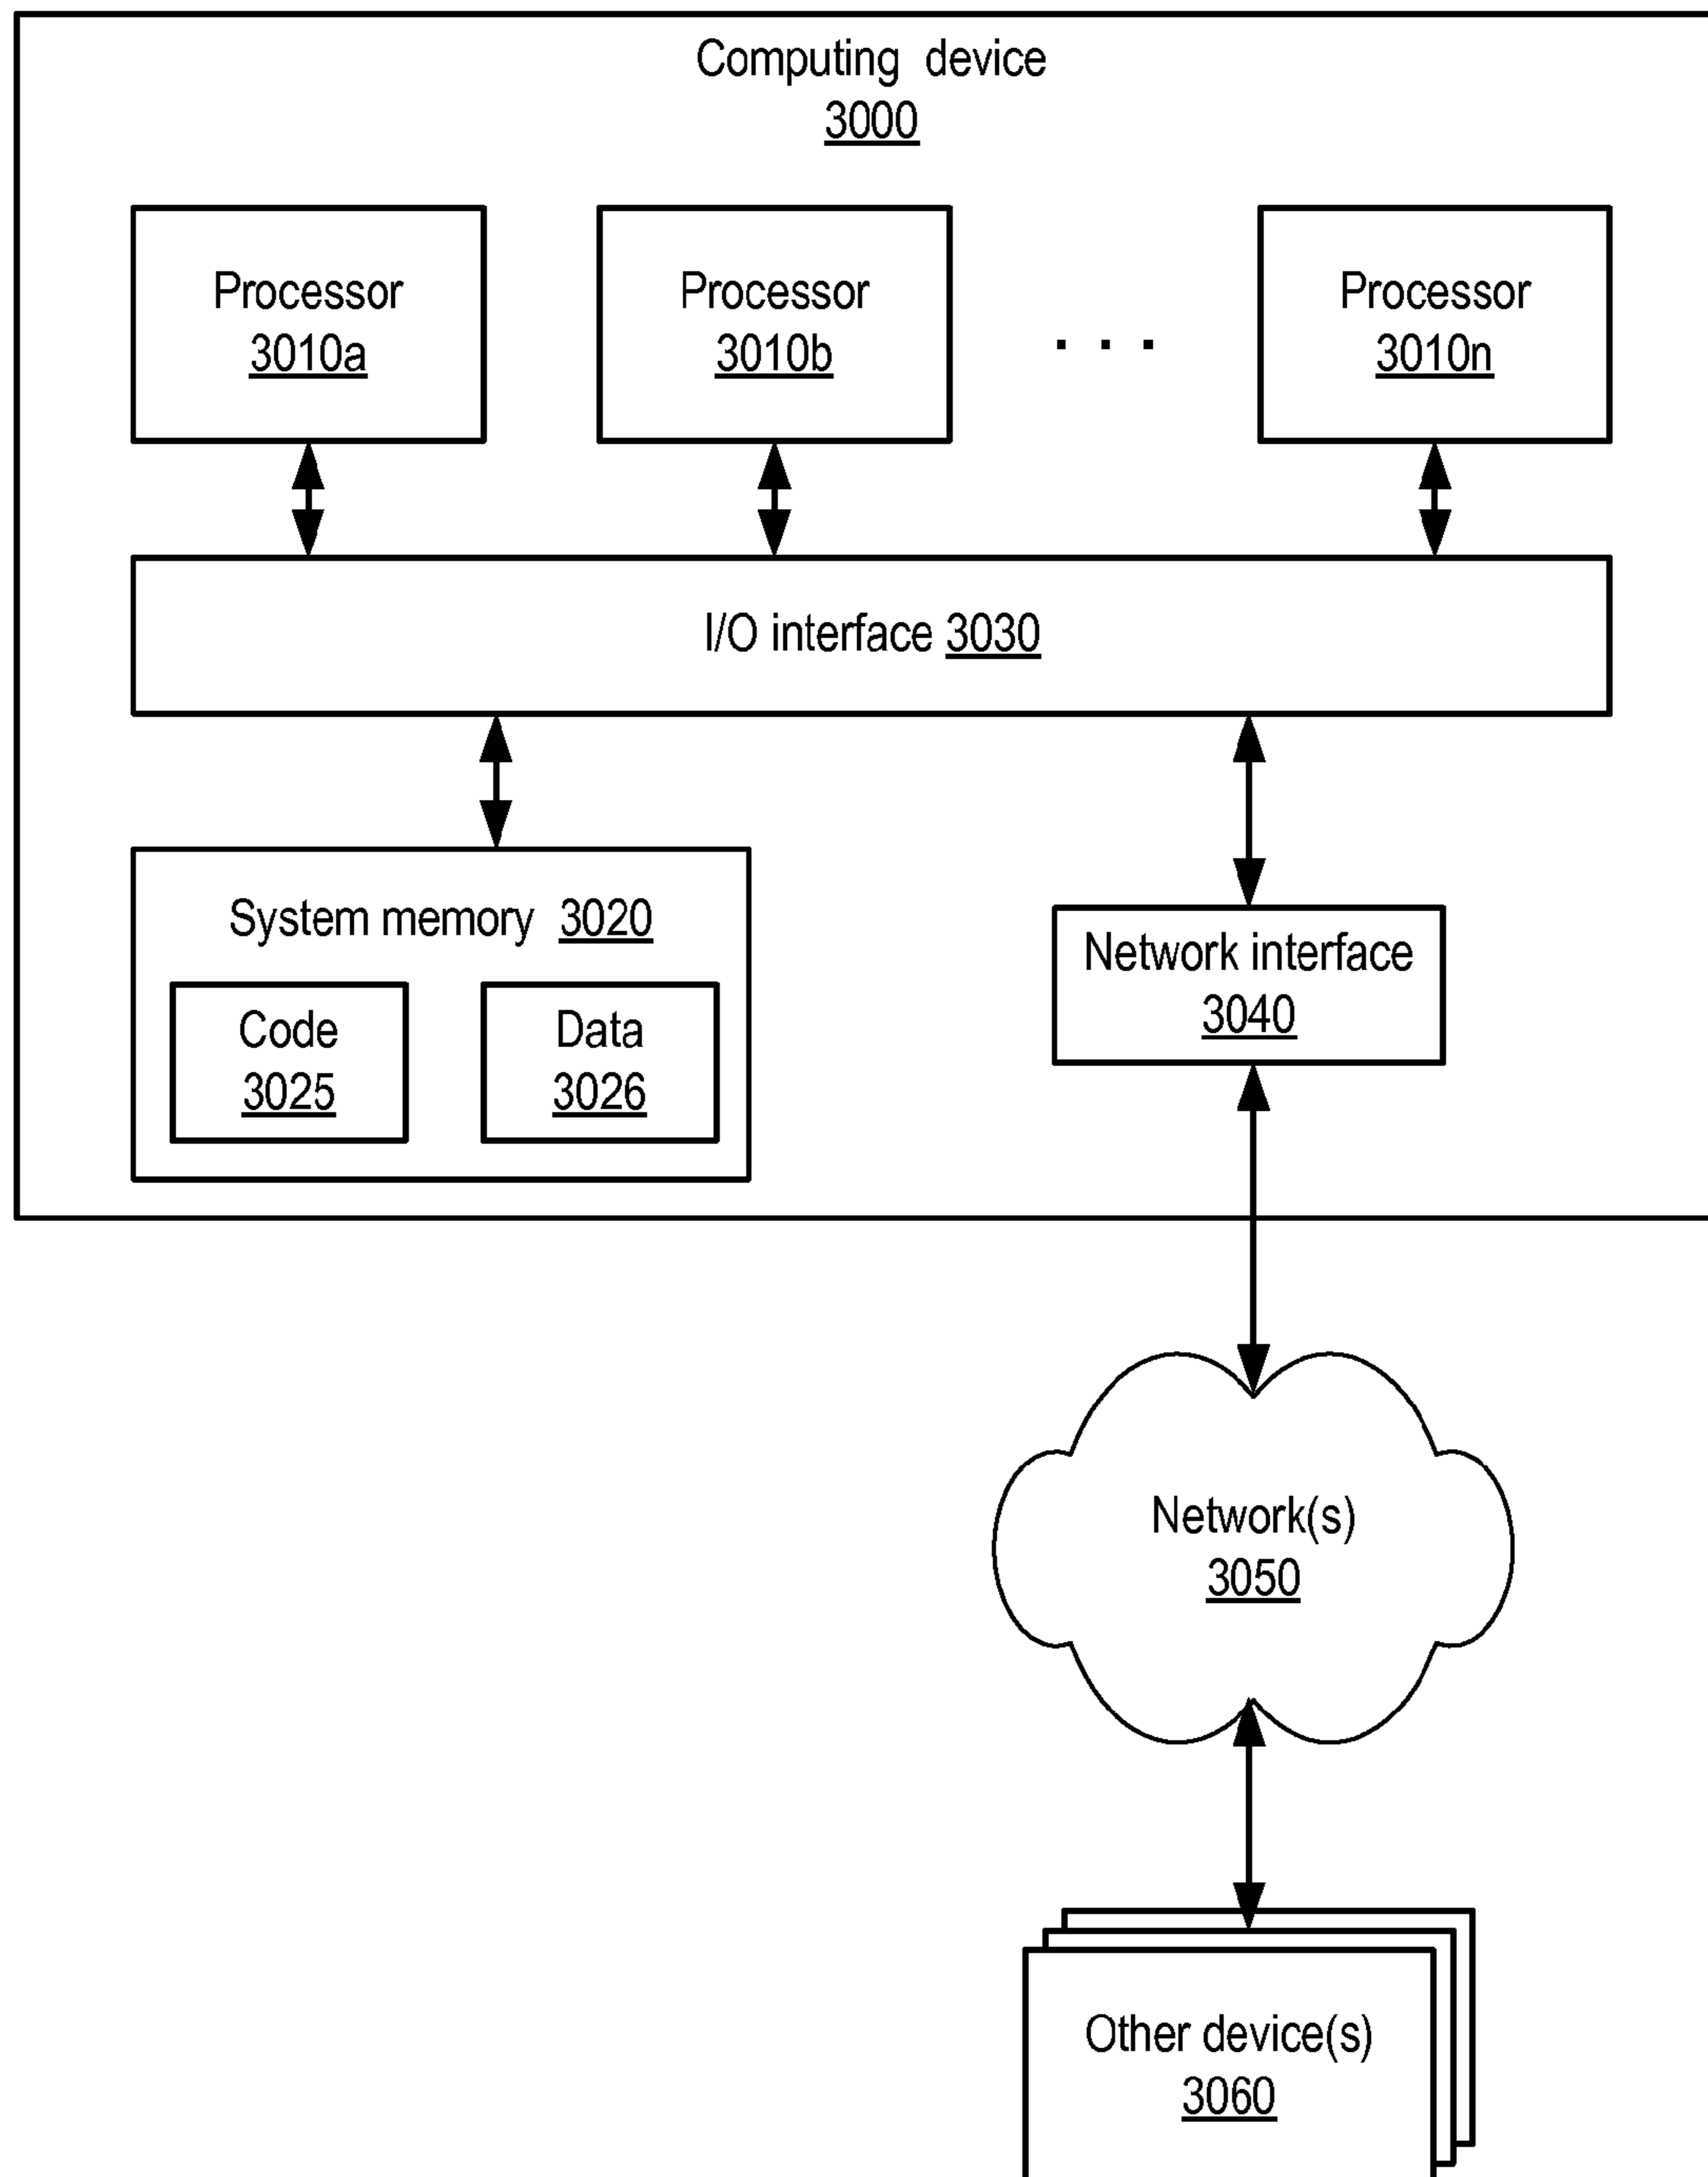 Computing device
3000
Processor
3010a
Processor
3010b
. . .
Processor
3010n
I/O interface 3030
System memory 3020
Code
3025
Data
3026
Network interface
3040
Network(s)
3050
Other device(s)
3060